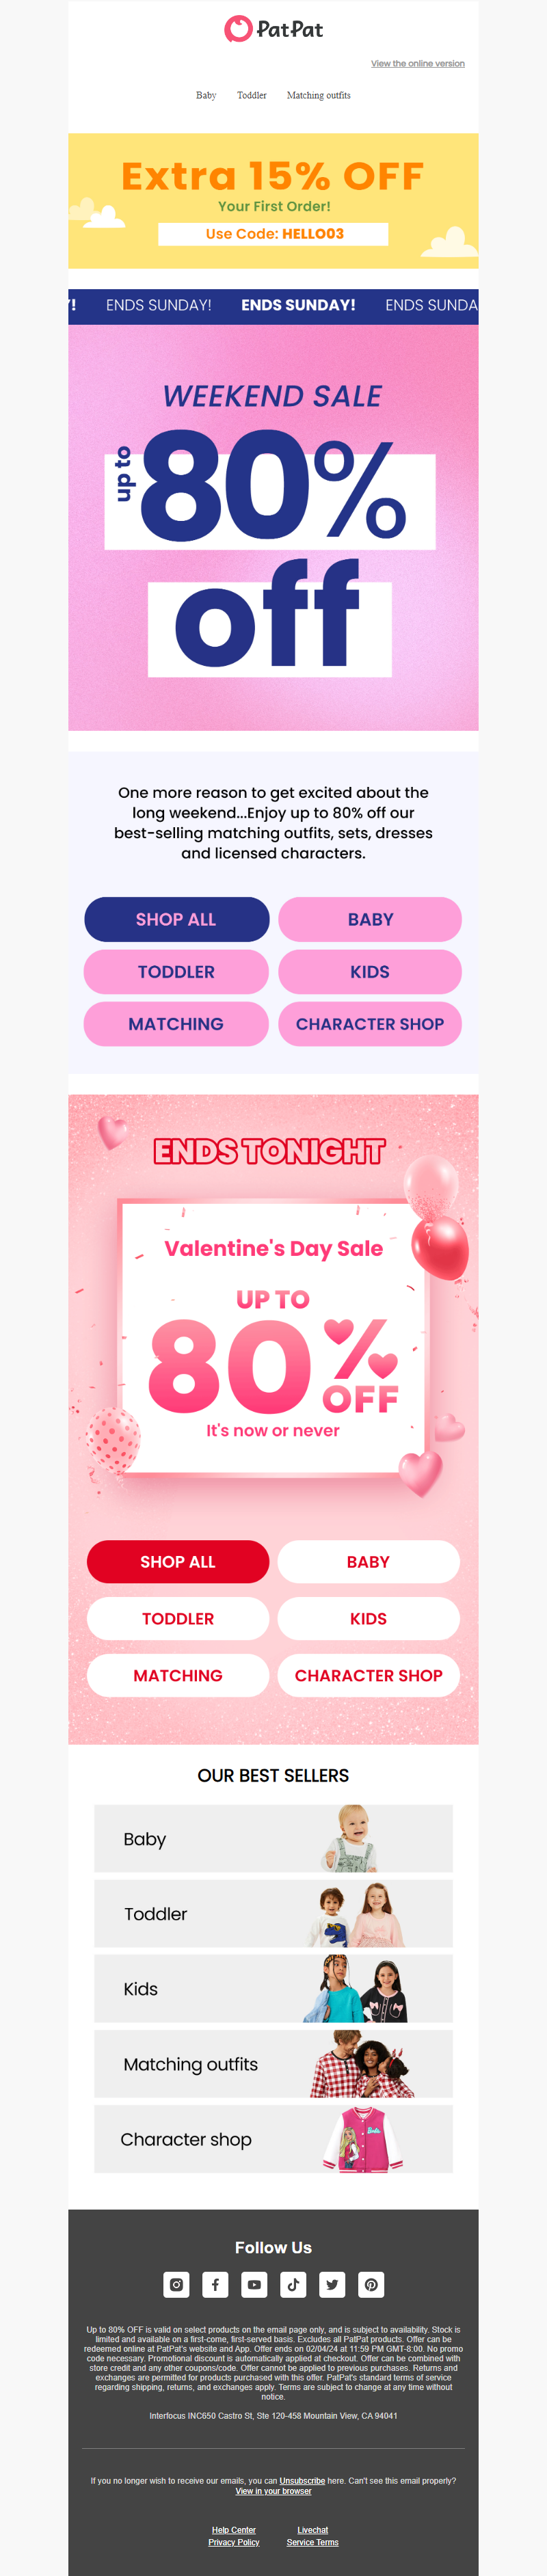 PatPat
View the online version
Baby Toddler Matching outfits
Extra 15% OFF
Your First Order!
Use Code: HELLO03
Y! ENDS SUNDAY! ENDS SUNDAY! ENDS SUNDA
WEEKEND SALE
up to
80%
off
One more reason to get excited about the
long weekend...Enjoy up to 80% off our
best-selling matching outfits, sets, dresses
and licensed characters.
SHOP ALL BABY
TODDLER KIDS
MATCHING CHARACTER SHOP
ENDS TONIGHT
Valentine's Day Sale
UP TO
80%
OFF
It's now or never
SHOP ALL BABY
TODDLER KIDS
MATCHING CHARACTER SHOP
OUR BEST SELLERS
Baby
Toddler
Kids
Matching outfits
Character shop
Barbie
Follow Us
Up to 80% OFF is valid on select products on the email page only, and is subject to availability. Stock is
limited and available on a first-come, first-served basis. Excludes all PatPat products. Offer can be
redeemed online at PatPat's website and App. Offer ends on 02/04/24 at 11:59 PM GMT-8:00. No promo
code necessary. Promotional discount is automatically applied at checkout. Offer can be combined with
store credit and any other coupons/code. Offer cannot be applied to previous purchases. Returns and
exchanges are permitted for products purchased with this offer. PatPat's standard terms of service
regarding shipping, returns, and exchanges apply. Terms are subject to change at any time without
notice.
Interfocus INC650 Castro St, Ste 120-458 Mountain View, CA 94041
If you no longer wish to receive our emails, you can Unsubscribe here. Can't see this email properly?
View in your browser
Help Center Livechat
Privacy Policy Service Terms